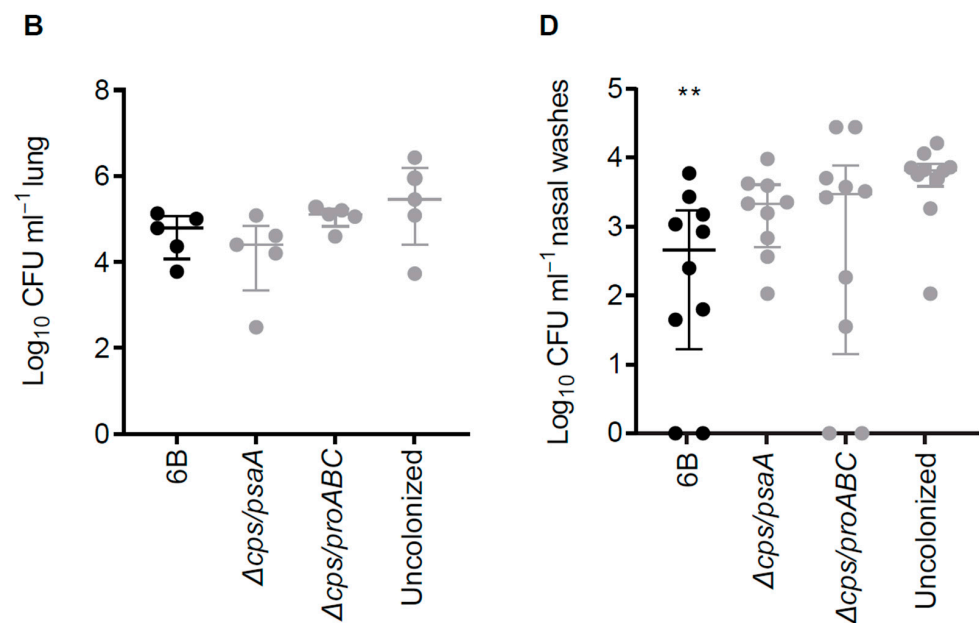 B
Log₁₀ CFU ml⁻¹ lung
8
6
4
2
0
6B
Δcps/psaA
Δcps/proABC
Uncolonized
D
Log₁₀ CFU ml⁻¹ nasal washes
**
5
4
3
2
1
0
6B
Δcps/psaA
Δcps/proABC
Uncolonized